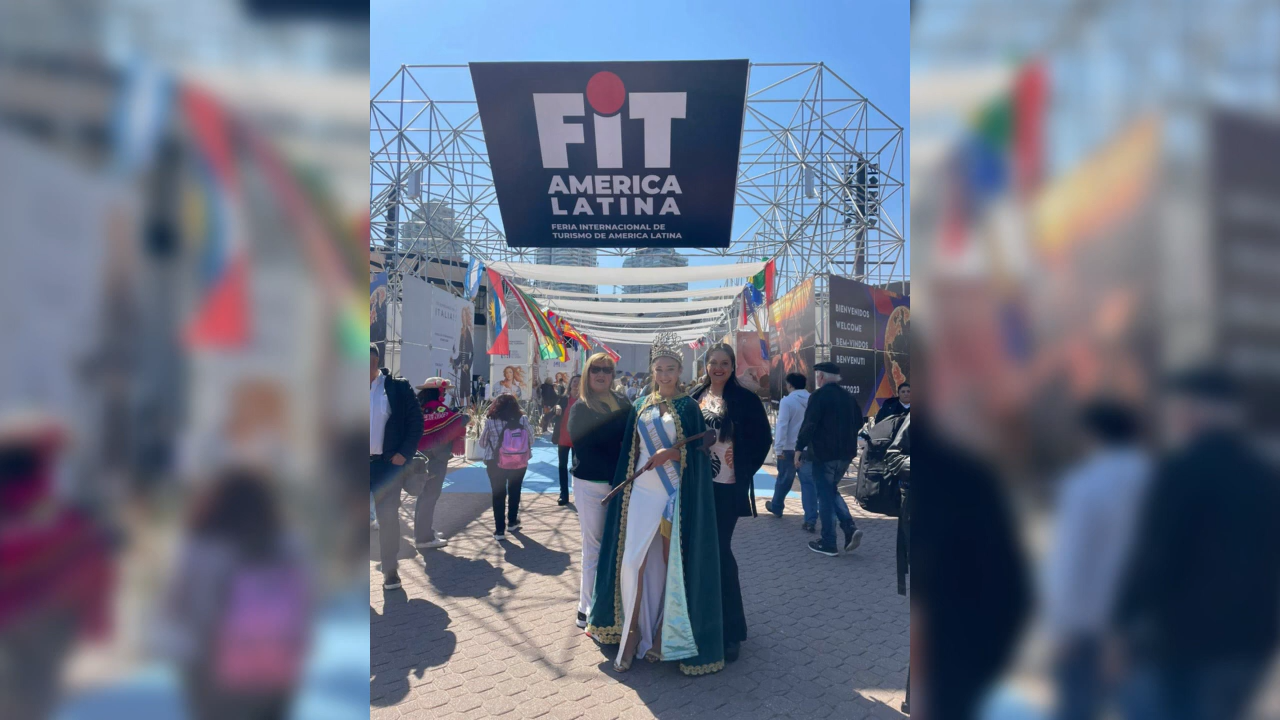 FiT
AMERICA
LATINA
FERIA INTERNACIONAL DE
TURISMO DE AMERICA LATINA
BIENVENIDOS
WELCOME
BEM-VINDOS
BENVENUTI